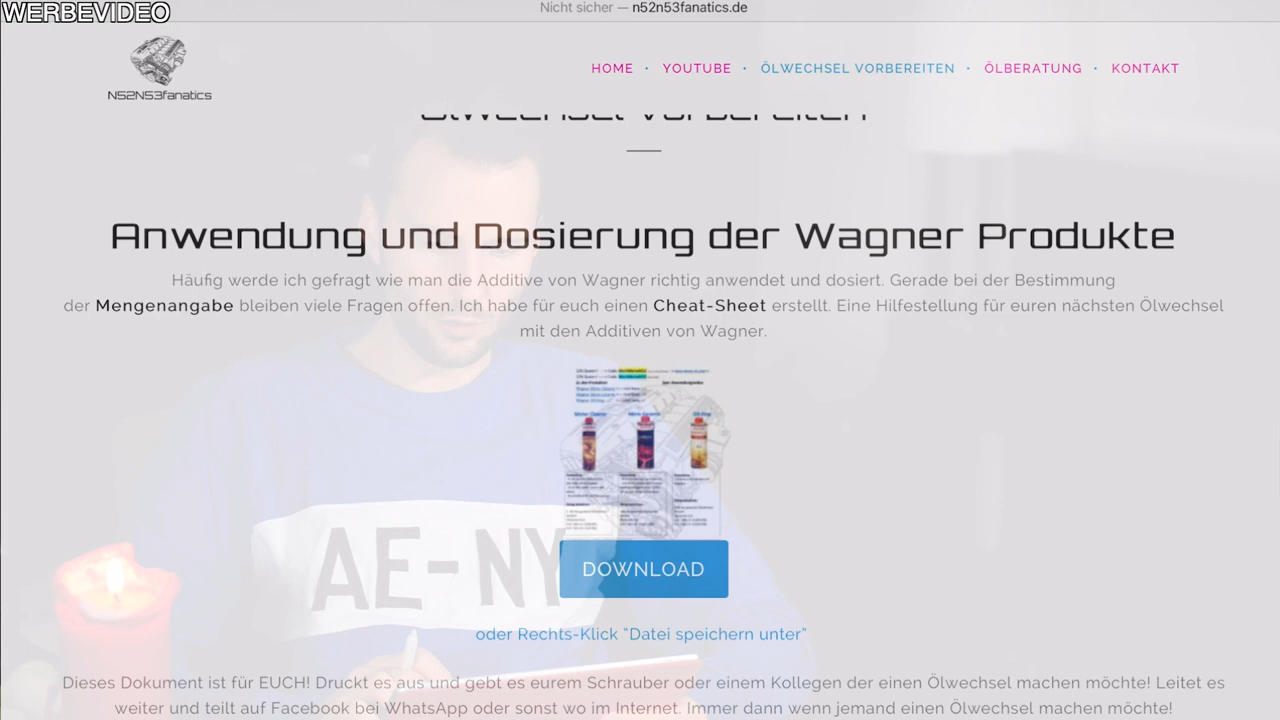 WERBEVIDEO
Nicht sicher — n52n53fanatics.de
N52N53fanatics
HOME • YOUTUBE • ÖLWECHSEL VORBEREITEN • ÖLBERATUNG • KONTAKT
Ölwechsel vorbereiten
Anwendung und Dosierung der Wagner Produkte
Häufig werde ich gefragt wie man die Additive von Wagner richtig anwendet und dosiert. Gerade bei der Bestimmung
der Mengenangabe bleiben viele Fragen offen. Ich habe für euch einen Cheat-Sheet erstellt. Eine Hilfestellung für euren nächsten Ölwechsel
mit den Additiven von Wagner.
AE-NY
DOWNLOAD
oder Rechts-Klick "Datei speichern unter"
Dieses Dokument ist für EUCH! Druckt es aus und gebt es eurem Schrauber oder einem Kollegen der einen Ölwechsel machen möchte! Leitet es
weiter und teilt auf Facebook bei WhatsApp oder sonst wo im Internet. Immer dann wenn jemand einen Ölwechsel machen möchte!